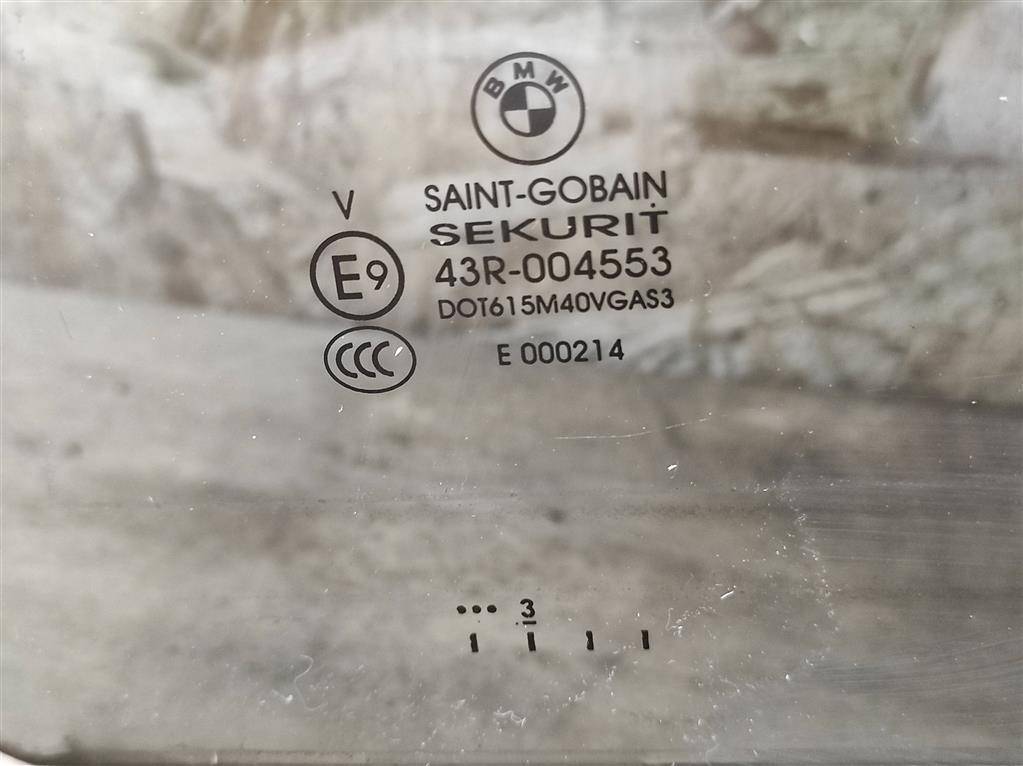 BMW
V
SAINT-GOBAIN
SEKURIT
E9
43R-004553
DOT615M40VGAS3
CCC
E 000214
••• 3